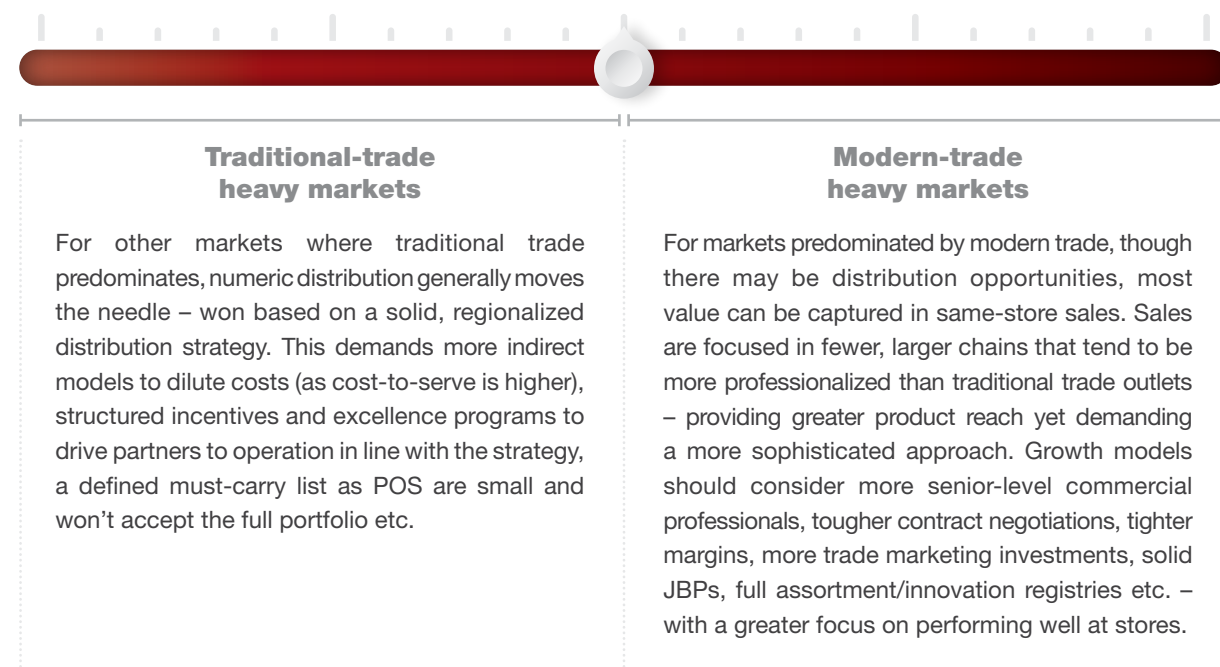 Traditional-trade
heavy markets
For other markets where traditional trade
predominates, numeric distribution generally moves
the needle – won based on a solid, regionalized
distribution strategy. This demands more indirect
models to dilute costs (as cost-to-serve is higher),
structured incentives and excellence programs to
drive partners to operation in line with the strategy,
a defined must-carry list as POS are small and
won’t accept the full portfolio etc.
Modern-trade
heavy markets
For markets predominated by modern trade, though
there may be distribution opportunities, most
value can be captured in same-store sales. Sales
are focused in fewer, larger chains that tend to be
more professionalized than traditional trade outlets
– providing greater product reach yet demanding
a more sophisticated approach. Growth models
should consider more senior-level commercial
professionals, tougher contract negotiations, tighter
margins, more trade marketing investments, solid
JBPs, full assortment/innovation registries etc. –
with a greater focus on performing well at stores.